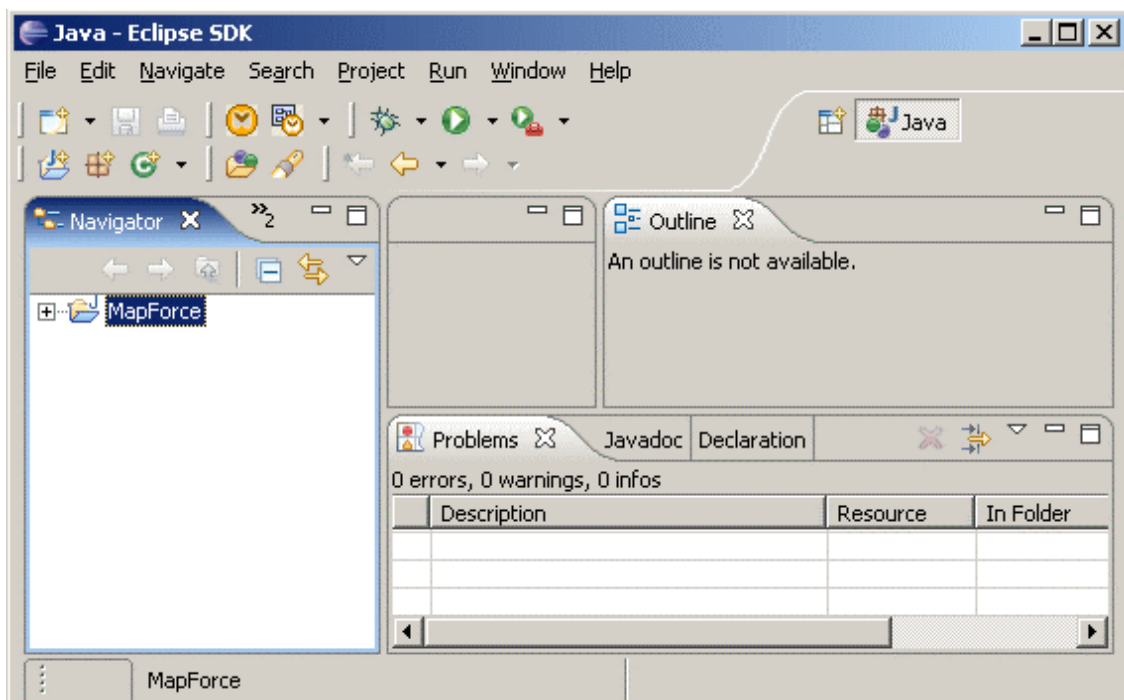 Java - Eclipse SDK
File Edit Navigate Search Project Run Window Help
Java
Navigator
»2
Outline
An outline is not available.
MapForce
Problems Javadoc Declaration
0 errors, 0 warnings, 0 infos
Description Resource In Folder
MapForce